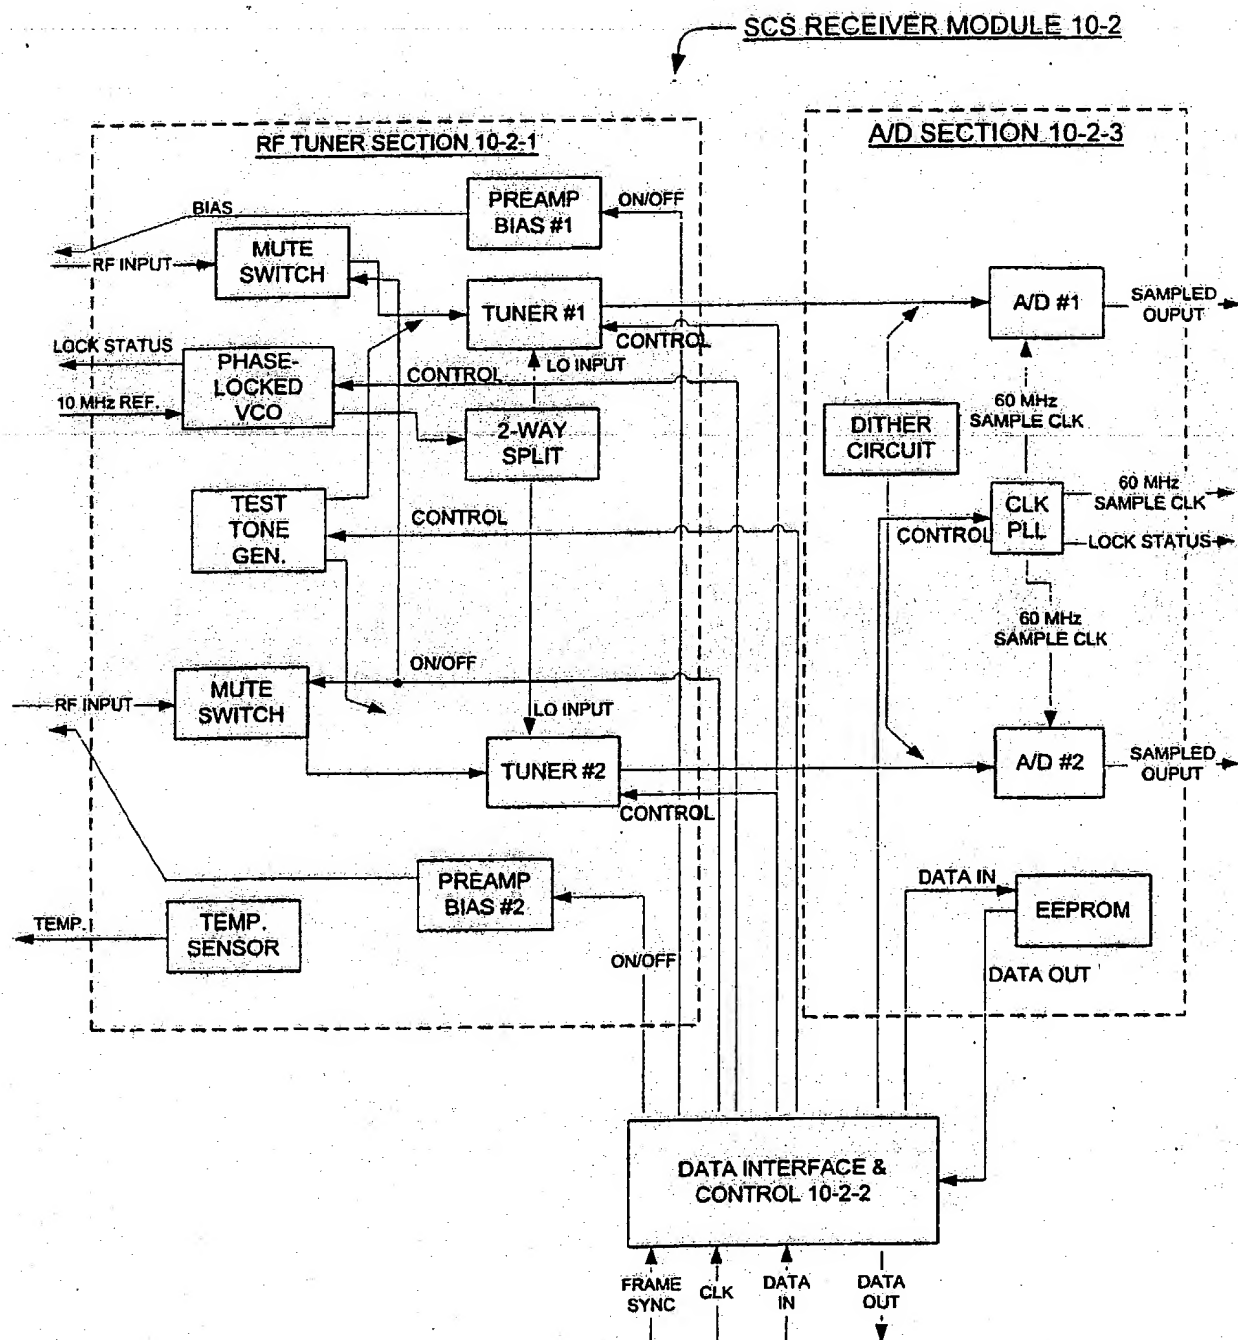 SCS RECEIVER MODULE 10-2
RF TUNER SECTION 10-2-1
A/D SECTION 10-2-3
PREAMP
BIAS #1
ON/OFF
BIAS
RF INPUT
MUTE
SWITCH
TUNER #1
CONTROL
LO INPUT
A/D #1
SAMPLED
OUPUT
LOCK STATUS
10 MHz REF.
PHASE-
LOCKED
VCO
CONTROL
2-WAY
SPLIT
DITHER
CIRCUIT
60 MHz
SAMPLE CLK
TEST
TONE
GEN.
CONTROL
CONTROL
CLK
PLL
60 MHz
SAMPLE CLK
LOCK STATUS
60 MHz
SAMPLE CLK
RF INPUT
MUTE
SWITCH
ON/OFF
LO INPUT
TUNER #2
CONTROL
A/D #2
SAMPLED
OUPUT
PREAMP
BIAS #2
ON/OFF
TEMP.
TEMP.
SENSOR
DATA IN
EEPROM
DATA OUT
DATA INTERFACE &
CONTROL 10-2-2
FRAME
SYNC
CLK
DATA
IN
DATA
OUT